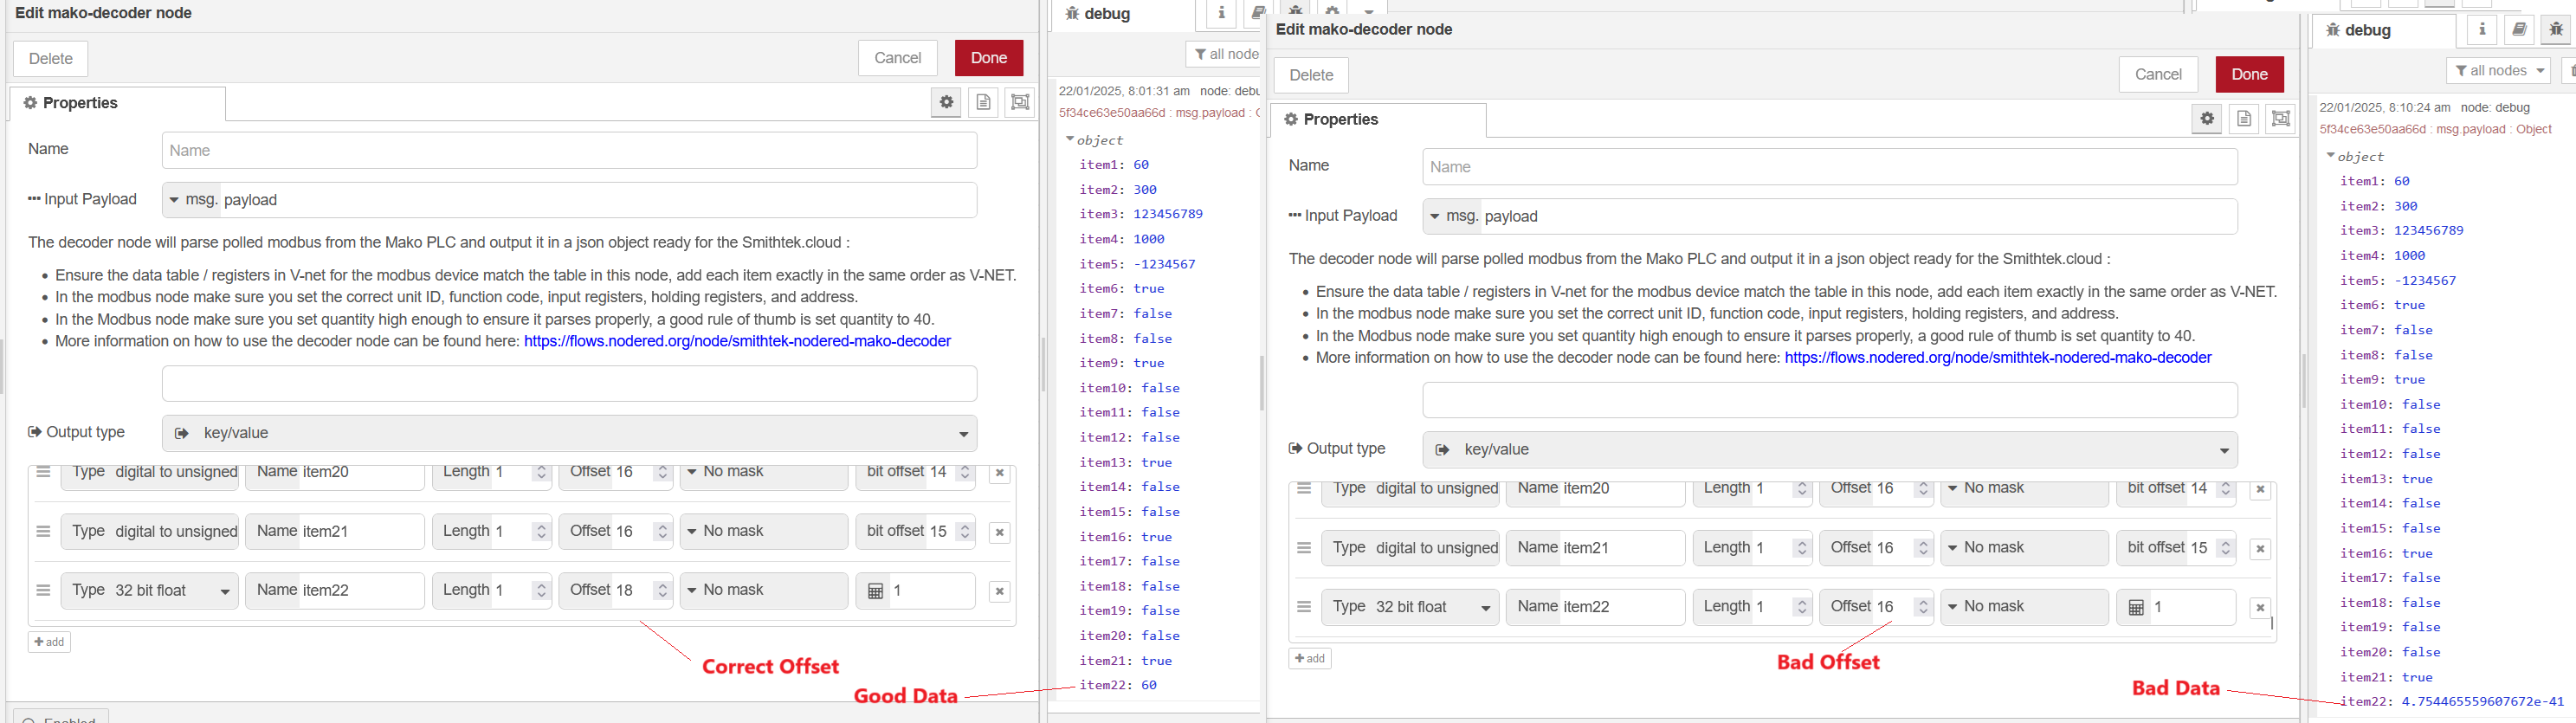 Edit mako-decoder node
Delete
Cancel
Done
Properties
Name
Name
Input Payload
msg. payload
The decoder node will parse polled modbus from the Mako PLC and output it in a json object ready for the Smithtek.cloud :
Ensure the data table / registers in V-net for the modbus device match the table in this node, add each item exactly in the same order as V-NET.
In the modbus node make sure you set the correct unit ID, function code, input registers, holding registers, and address.
In the Modbus node make sure you set quantity high enough to ensure it parses properly, a good rule of thumb is set quantity to 40.
More information on how to use the decoder node can be found here: https://flows.nodered.org/node/smithtek-nodered-mako-decoder
Output type
key/value
Type digital to unsigned Name item20 Length 1 Offset 16 No mask bit offset 14
Type digital to unsigned Name item21 Length 1 Offset 16 No mask bit offset 15
Type 32 bit float Name item22 Length 1 Offset 18 No mask 1
add
Correct Offset
Good Data
Enabled
debug
all node
22/01/2025, 8:01:31 am node: debu
5f34ce63e50aa66d : msg.payload :
object
item1: 60
item2: 300
item3: 123456789
item4: 1000
item5: -1234567
item6: true
item7: false
item8: false
item9: true
item10: false
item11: false
item12: false
item13: true
item14: false
item15: false
item16: true
item17: false
item18: false
item19: false
item20: false
item21: true
item22: 60
Edit mako-decoder node
Delete
Cancel
Done
Properties
Name
Name
Input Payload
msg. payload
The decoder node will parse polled modbus from the Mako PLC and output it in a json object ready for the Smithtek.cloud :
Ensure the data table / registers in V-net for the modbus device match the table in this node, add each item exactly in the same order as V-NET.
In the modbus node make sure you set the correct unit ID, function code, input registers, holding registers, and address.
In the Modbus node make sure you set quantity high enough to ensure it parses properly, a good rule of thumb is set quantity to 40.
More information on how to use the decoder node can be found here: https://flows.nodered.org/node/smithtek-nodered-mako-decoder
Output type
key/value
Type digital to unsigned Name item20 Length 1 Offset 16 No mask bit offset 14
Type digital to unsigned Name item21 Length 1 Offset 16 No mask bit offset 15
Type 32 bit float Name item22 Length 1 Offset 16 No mask 1
add
Bad Offset
Bad Data
debug
all nodes
22/01/2025, 8:10:24 am node: debug
5f34ce63e50aa66d : msg.payload : Object
object
item1: 60
item2: 300
item3: 123456789
item4: 1000
item5: -1234567
item6: true
item7: false
item8: false
item9: true
item10: false
item11: false
item12: false
item13: true
item14: false
item15: false
item16: true
item17: false
item18: false
item19: false
item20: false
item21: true
item22: 4.754465559607672e-41